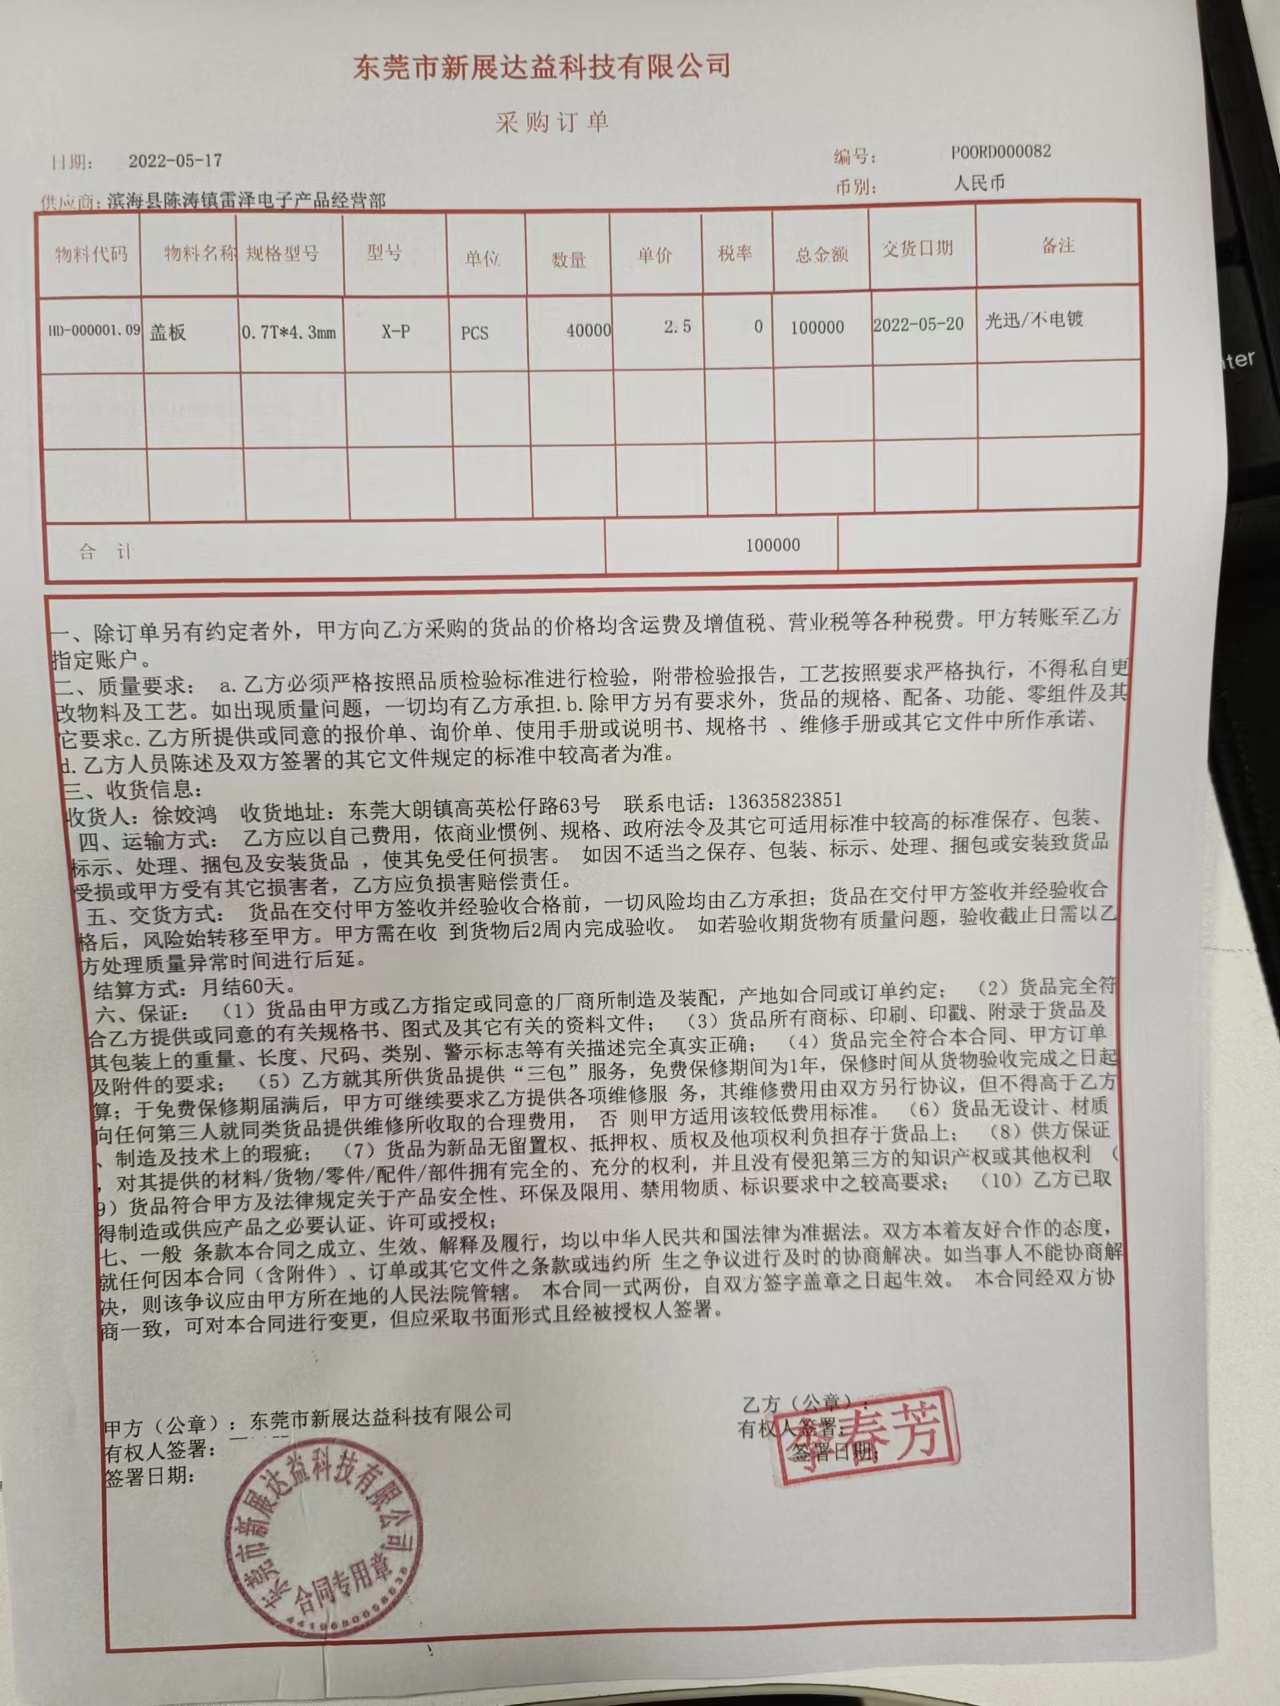 东莞市新展达益科技有限公司
采购订单
日期: 2022-05-17 编号: POORD000082
供应商: 滨海县陈涛镇雷泽电子产品经营部 币别: 人民币
物料代码 物料名称 规格型号 型号 单位 数量 单价 税率 总金额 交货日期 备注
HD-000001.09 盖板 0.7T*4.3mm X-P PCS 40000 2.5 0 100000 2022-05-20 光迅/不电镀
合 计 100000
一、除订单另有约定者外，甲方向乙方采购的货品的价格均含运费及增值税、营业税等各种税费。甲方转账至乙方
指定账户。
二、质量要求： a.乙方必须严格按照品质检验标准进行检验，附带检验报告，工艺按照要求严格执行，不得私自更
改物料及工艺。如出现质量问题，一切均有乙方承担.b.除甲方另有要求外，货品的规格、配备、功能、零组件及其
它要求c.乙方所提供或同意的报价单、询价单、使用手册或说明书、规格书 、维修手册或其它文件中所作承诺、
d.乙方人员陈述及双方签署的其它文件规定的标准中较高者为准。
三、收货信息：
收货人：徐姣鸿 收货地址：东莞大朗镇高英松仔路63号 联系电话：13635823851
四、运输方式： 乙方应以自己费用，依商业惯例、规格、政府法令及其它可适用标准中较高的标准保存、包装、
标示、处理、捆包及安装货品 ，使其免受任何损害。 如因不适当之保存、包装、标示、处理、捆包或安装致货品
受损或甲方受有其它损害者，乙方应负损害赔偿责任。
五、交货方式： 货品在交付甲方签收并经验收合格前，一切风险均由乙方承担；货品在交付甲方签收并经验收合
格后，风险始转移至甲方。甲方需在收 到货物后2周内完成验收。 如若验收期货物有质量问题，验收截止日需以乙
方处理质量异常时间进行后延。
结算方式：月结60天。
六、保证： （1）货品由甲方或乙方指定或同意的厂商所制造及装配，产地如合同或订单约定； （2）货品完全符
合乙方提供或同意的有关规格书、图式及其它有关的资料文件； （3）货品所有商标、印刷、印戳、附录于货品及
其包装上的重量、长度、尺码、类别、警示标志等有关描述完全真实正确； （4）货品完全符合本合同、甲方订单
及附件的要求； （5）乙方就其所供货品提供“三包”服务，免费保修期间为1年，保修时间从货物验收完成之日起
算；于免费保修期届满后，甲方可继续要求乙方提供各项维修服 务，其维修费用由双方另行协议，但不得高于乙方
向任何第三人就同类货品提供维修所收取的合理费用， 否 则甲方适用该较低费用标准。 （6）货品无设计、材质
、制造及技术上的瑕疵； （7）货品为新品无留置权、抵押权、质权及他项权利负担存于货品上； （8）供方保证
，对其提供的材料/货物/零件/配件/部件拥有完全的、充分的权利，并且没有侵犯第三方的知识产权或其他权利 （
9）货品符合甲方及法律规定关于产品安全性、环保及限用、禁用物质、标识要求中之较高要求； （10）乙方已取
得制造或供应产品之必要认证、许可或授权；
七、一般 条款本合同之成立、生效、解释及履行，均以中华人民共和国法律为准据法。双方本着友好合作的态度，
就任何因本合同（含附件）、订单或其它文件之条款或违约所 生之争议进行及时的协商解决。如当事人不能协商解
决，则该争议应由甲方所在地的人民法院管辖。 本合同一式两份，自双方签字盖章之日起生效。 本合同经双方协
商一致，可对本合同进行变更，但应采取书面形式且经被授权人签署。
甲方（公章）：东莞市新展达益科技有限公司 乙方（公章）：
有权人签署： 有权人签署：
签署日期： 签署日期：
李春芳
东莞市新展达益科技有限公司
合同专用章
nter